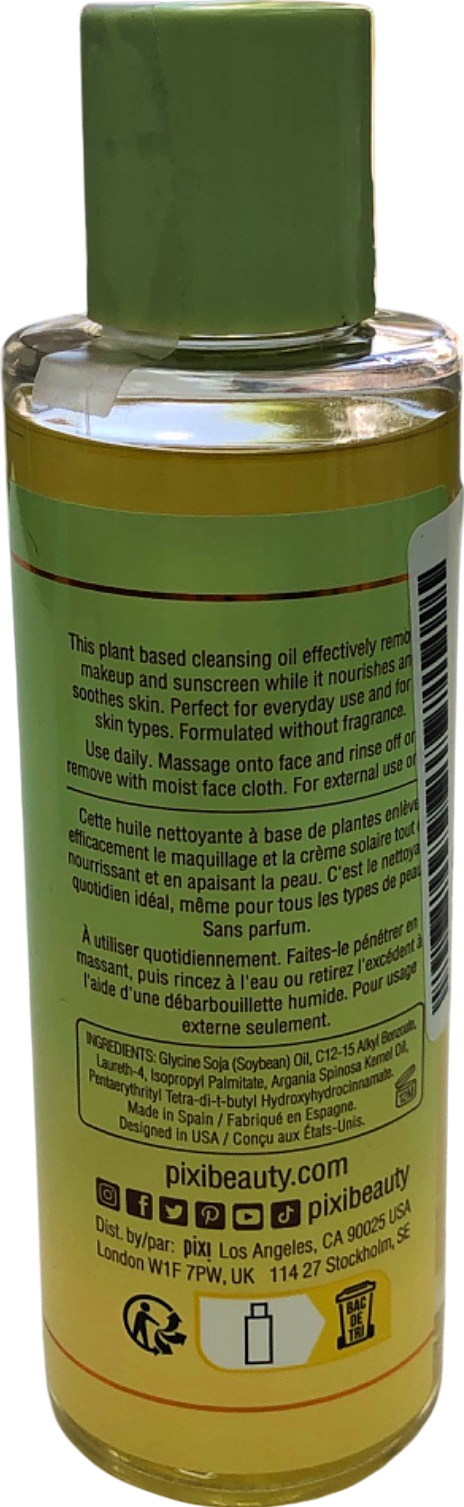 This plant based cleansing oil effectively remo
makeup and sunscreen while it nourishes an
soothes skin. Perfect for everyday use and for
skin types. Formulated without fragrance.
Use daily. Massage onto face and rinse off or
remove with moist face cloth. For external use on
Cette huile nettoyante à base de plantes enlève
efficacement le maquillage et la crème solaire tout
nourrissant et en apaisant la peau. C'est le nettoya
quotidien idéal, même pour tous les types de peau
Sans parfum.
À utiliser quotidiennement. Faites-le pénétrer en
massant, puis rincez à l'eau ou retirez l'excédent à
l'aide d'une débarbouillette humide. Pour usage
externe seulement.
INGREDIENTS: Glycine Soja (Soybean) Oil, C12-15 Alkyl Benzoate,
Laureth-4, Isopropyl Palmitate, Argania Spinosa Kernel Oil,
Pentaerythrityl Tetra-di-t-butyl Hydroxyhydrocinnamate.
Made in Spain / Fabriqué en Espagne.
Designed in USA / Conçu aux États-Unis.
12M
pixibeauty.com
pixibeauty
Dist. by/par: pixi Los Angeles, CA 90025 USA
London W1F 7PW, UK 114 27 Stockholm, SE
BAC
DE
TRI